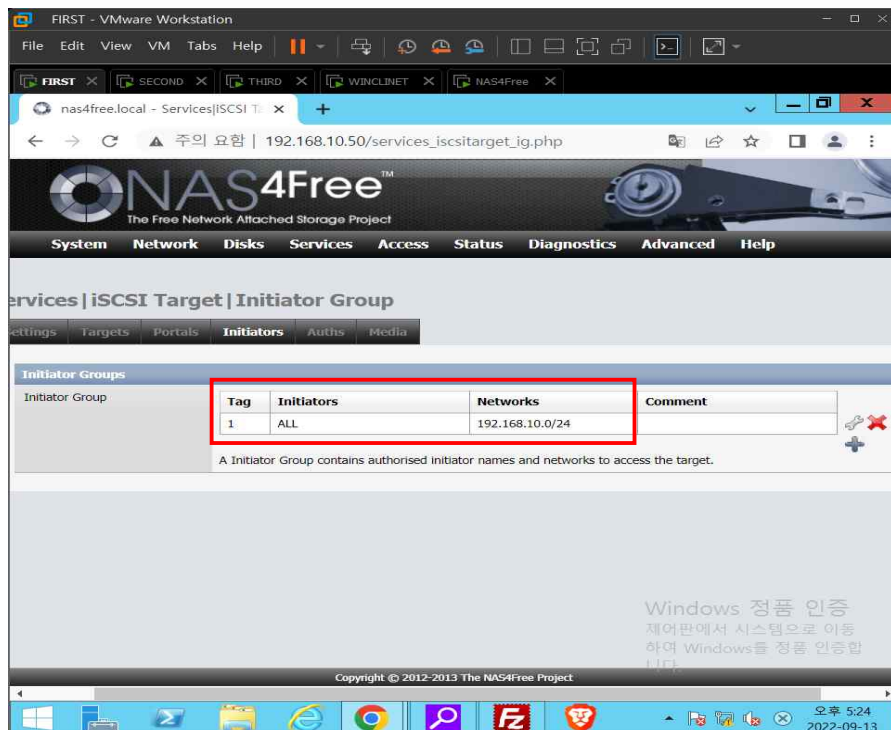 FIRST - VMware Workstation
File Edit View VM Tabs Help
FIRST SECOND THIRD WINCLINET NAS4Free
nas4free.local - Services|iSCSI T
주의 요함 | 192.168.10.50/services_iscsitarget_ig.php
NAS4Free™
The Free Network Attached Storage Project
System Network Disks Services Access Status Diagnostics Advanced Help
ervices|iSCSI Target|Initiator Group
ettings Targets Portals Initiators Auths Media
Initiator Groups
Initiator Group
Tag Initiators Networks Comment
1 ALL 192.168.10.0/24
A Initiator Group contains authorised initiator names and networks to access the target.
Windows 정품 인증
제어판에서 시스템으로 이동
하여 Windows를 정품 인증합
니다.
Copyright © 2012-2013 The NAS4Free Project
오후 5:24
2022-09-13